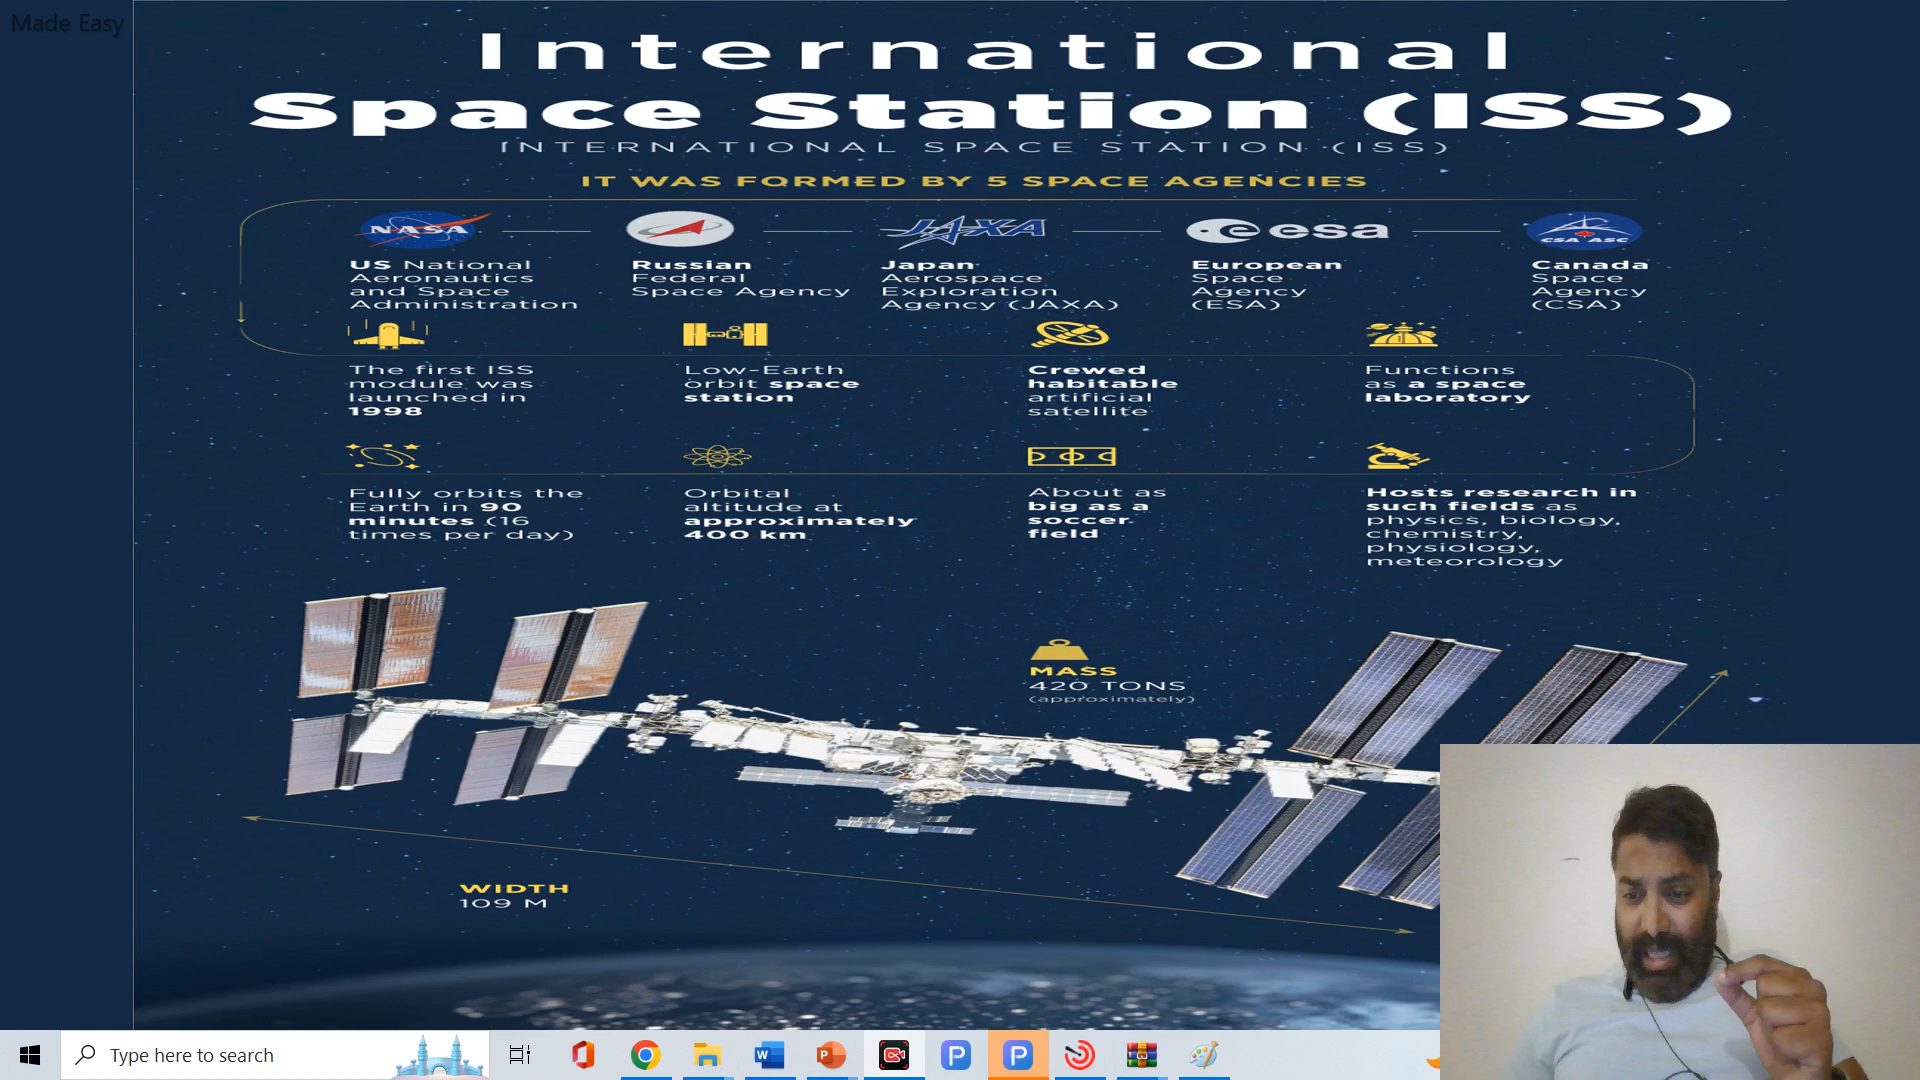 Made Easy
International
Space Station (ISS)
INTERNATIONAL SPACE STATION (ISS)
IT WAS FORMED BY 5 SPACE AGENCIES
NASA
JAXA
esa
CSA ASC
US National
Aeronautics
and Space
Administration
Russian
Federal
Space Agency
Japan
Aerospace
Exploration
Agency (JAXA)
European
Space
Agency
(ESA)
Canada
Space
Agency
(CSA)
The first ISS
module was
launched in
1998
Low-Earth
orbit space
station
Crewed
habitable
artificial
satellite
Functions
as a space
laboratory
Fully orbits the
Earth in 90
minutes (16
times per day)
Orbital
altitude at
approximately
400 km
About as
big as a
soccer
field
Hosts research in
such fields as
physics, biology,
chemistry,
physiology,
meteorology
MASS
420 TONS
(approximately)
WIDTH
109 M
Type here to search